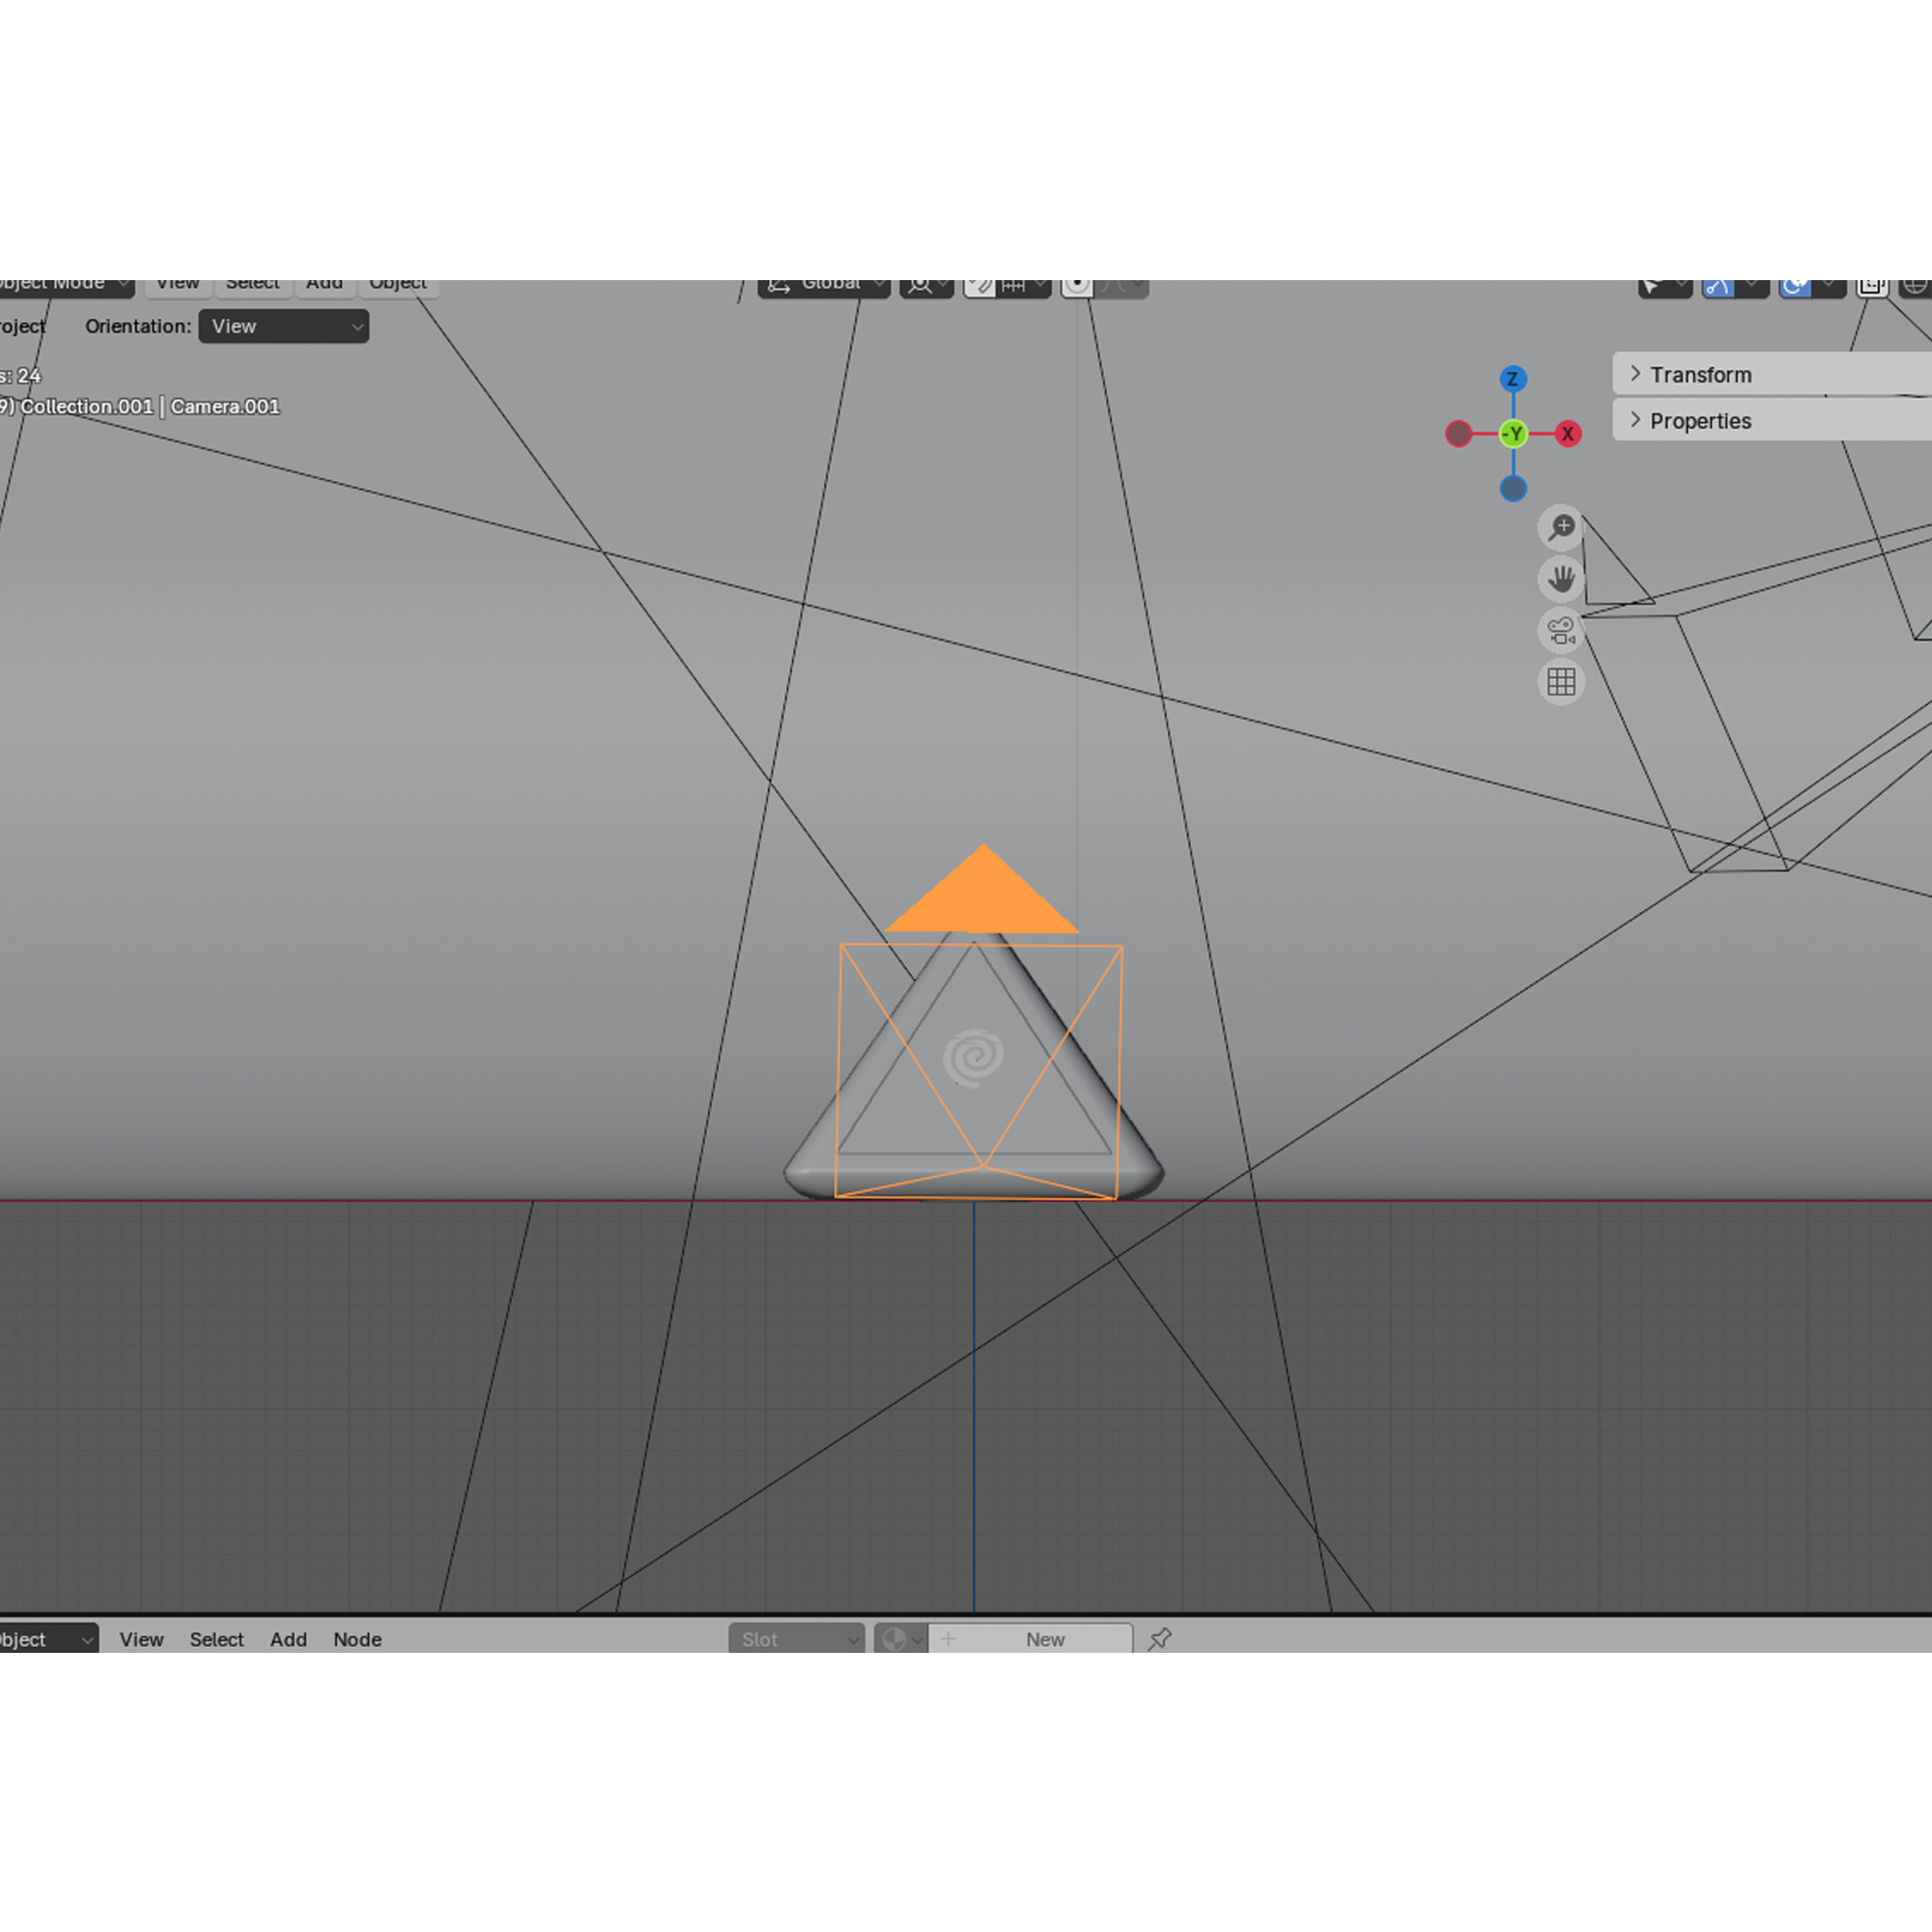 bject Mode View Select Add Object Global
roject Orientation: View
s: 24
9) Collection.001 | Camera.001
Transform
Properties
Z
-Y X
bject View Select Add Node Slot New